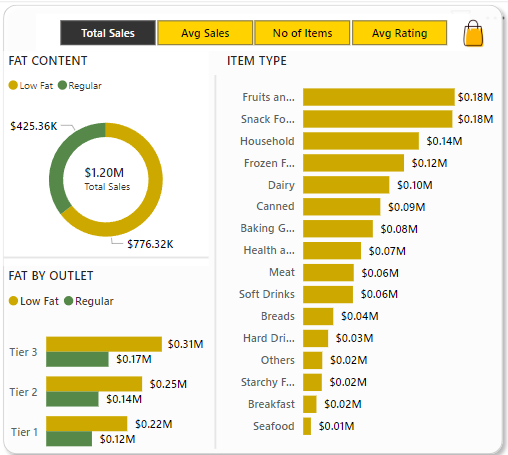 Total Sales
Avg Sales
No of Items
Avg Rating
FAT CONTENT
Low Fat
Regular
$425.36K
$1.20M
Total Sales
$776.32K
FAT BY OUTLET
Low Fat
Regular
Tier 3
$0.31M
$0.17M
Tier 2
$0.25M
$0.14M
Tier 1
$0.22M
$0.12M
ITEM TYPE
Fruits an... $0.18M
Snack Fo... $0.18M
Household $0.14M
Frozen F... $0.12M
Dairy $0.10M
Canned $0.09M
Baking G... $0.08M
Health a... $0.07M
Meat $0.06M
Soft Drinks $0.06M
Breads $0.04M
Hard Dri... $0.03M
Others $0.02M
Starchy F... $0.02M
Breakfast $0.02M
Seafood $0.01M